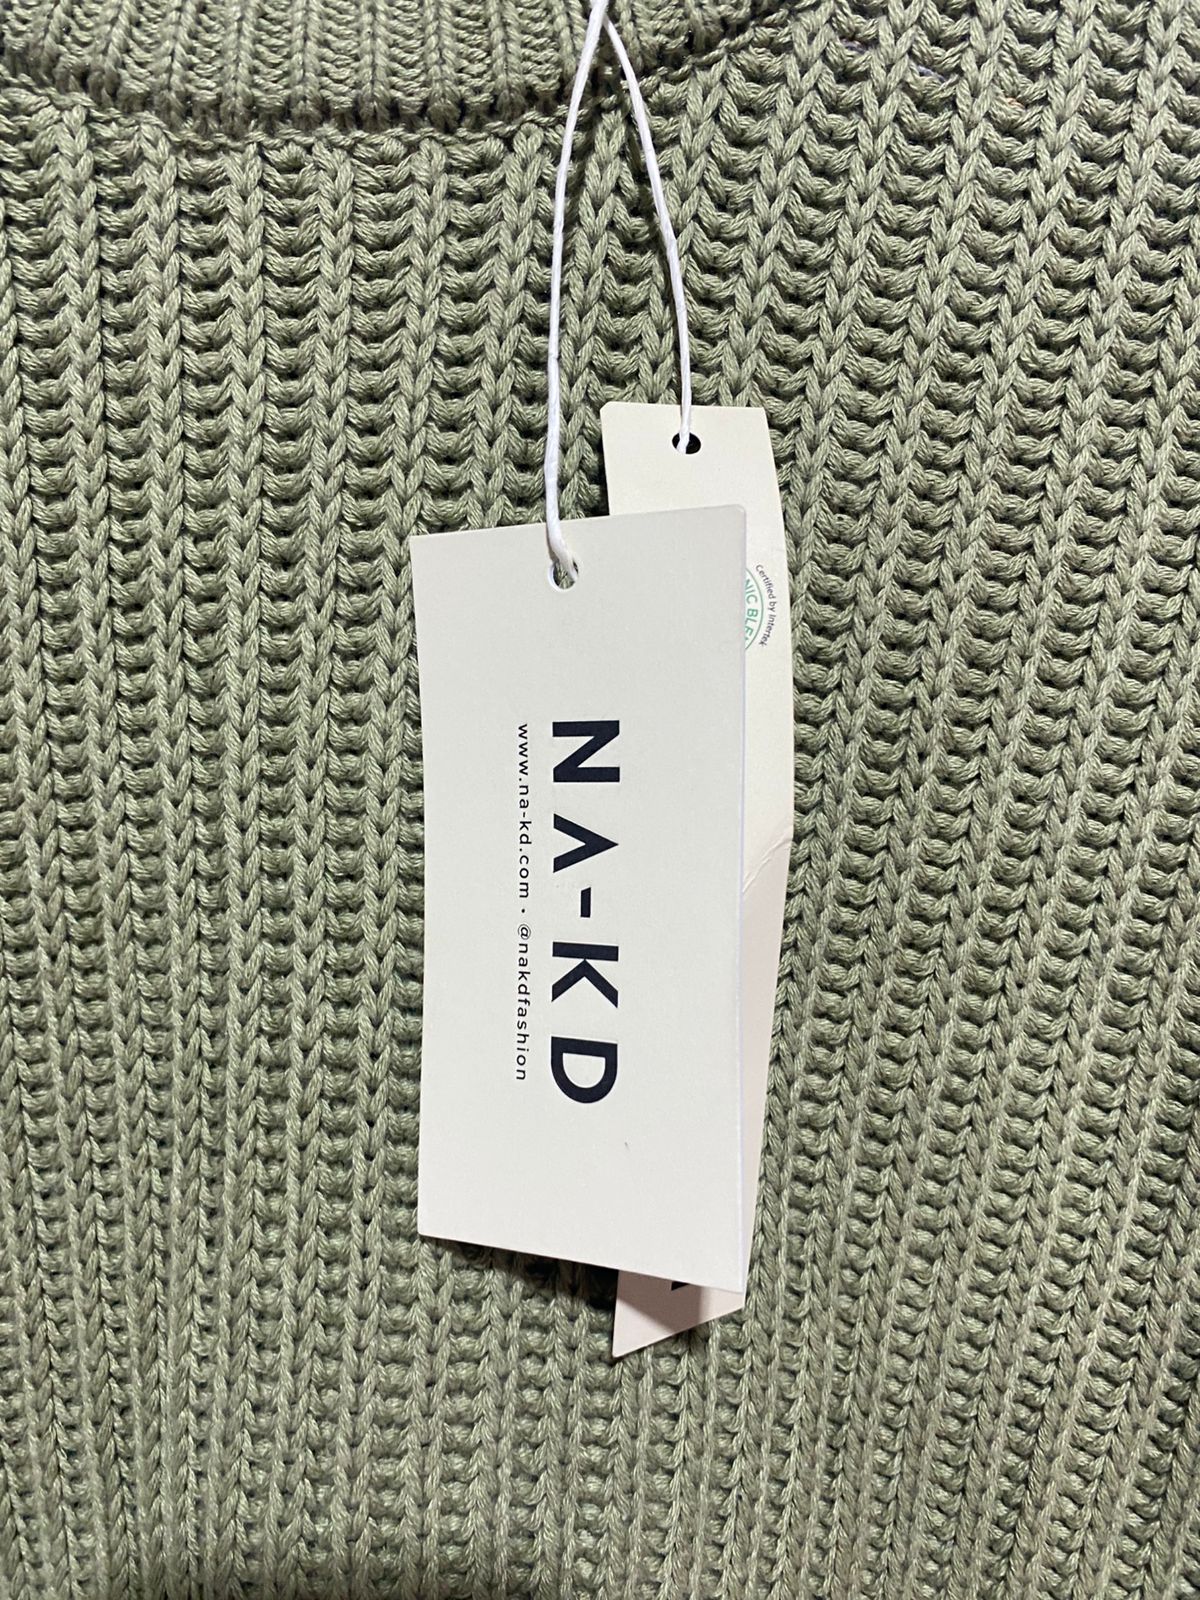 NA-KD
www.na-kd.com • @nakdfashion
Certified by Intertek